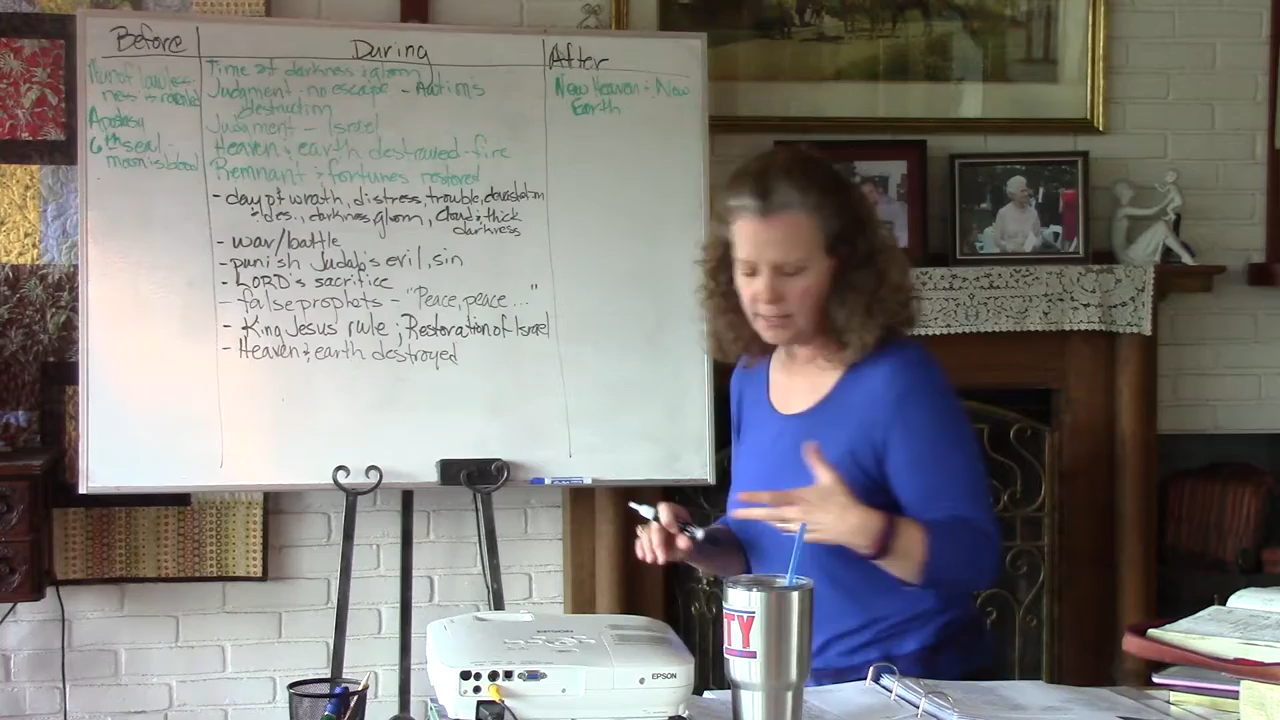 Before
During
After
Man of lawless-
ness is revealed
Apostasy
6th seal -
moon is blood
Time of darkness & gloom
Judgment - no escape - nations
destruction
Judgment - Israel
Heaven & earth destroyed - fire
Remnant & fortunes restored
- day of wrath, distress, trouble, devastation
& des., darkness, gloom, cloud & thick
darkness
- war/battle
- punish Judah's evil, sin
- LORD's sacrifice
- false prophets - "Peace, peace..."
- King Jesus' rule; Restoration of Israel
- Heaven & earth destroyed
New Heaven & New
Earth
TY
EPSON
EPSON